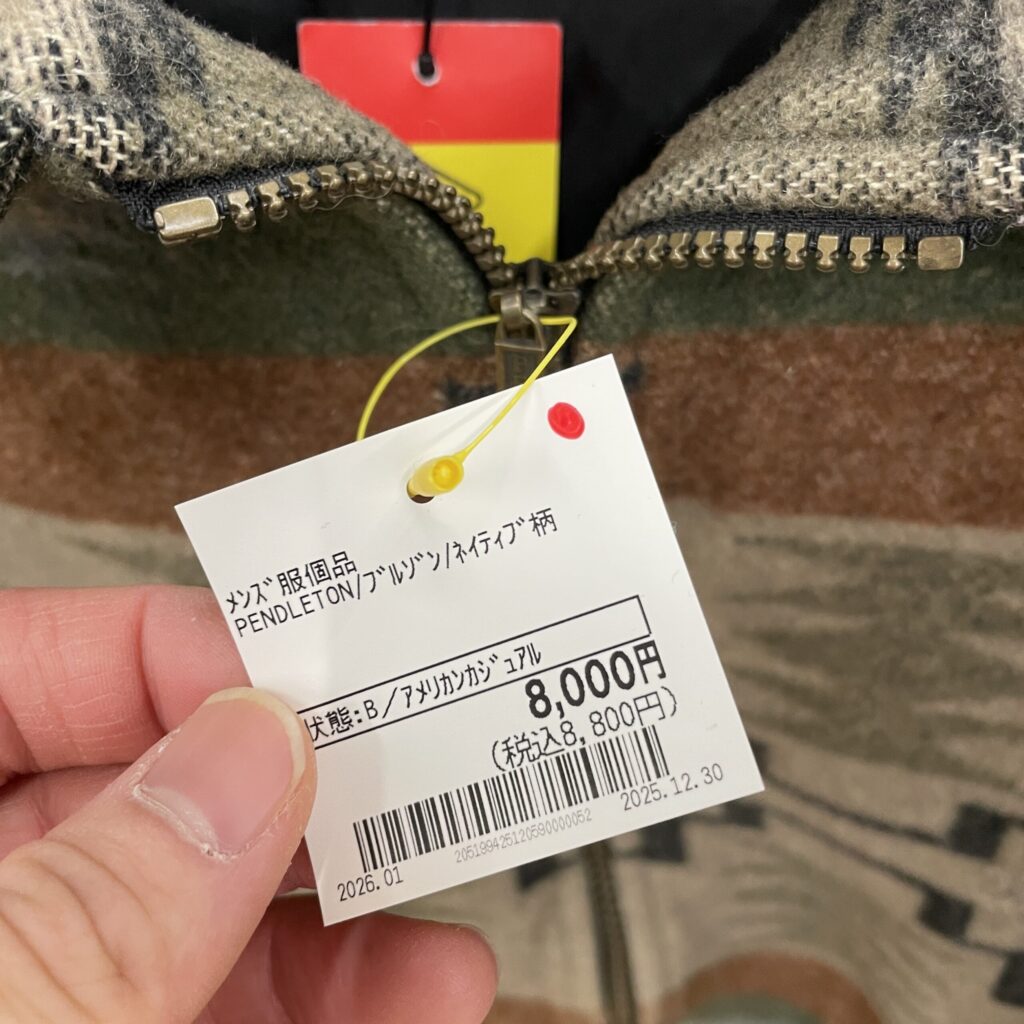 ﾒﾝｽﾞ服個品
PENDLETON/ﾌﾞﾙｿﾞﾝ/ﾈｲﾃｨﾌﾞ柄
状態:B／ｱﾒﾘｶﾝｶｼﾞｭｱﾙ
8,000円
(税込8,800円)
205199425120590000052
2026.01
2025.12.30